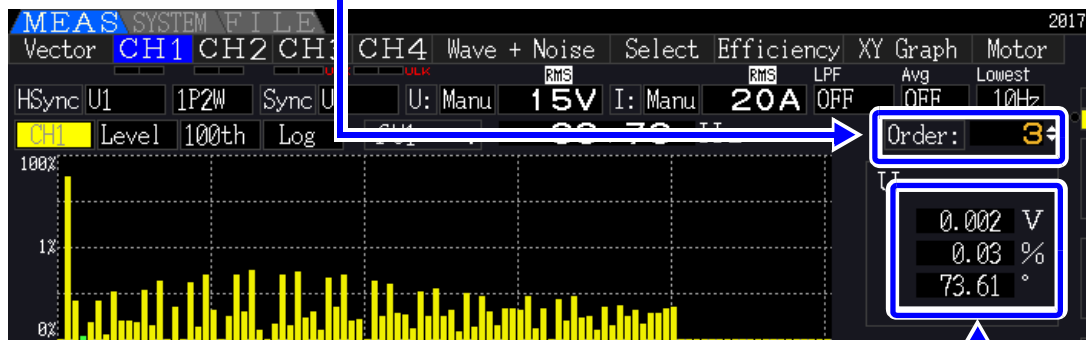 MEAS SYSTEM FILE 2017
Vector CH1 CH2 CH3 CH4 Wave + Noise Select Efficiency XY Graph Motor
ULK RMS RMS LPF Avg Lowest
HSync U1 1P2W Sync U: Manu 15V I: Manu 20A OFF OFF 10Hz
CH1 Level 100th Log Order: 3
100% U
0.002 V
1% 0.03 %
73.61 °
0%